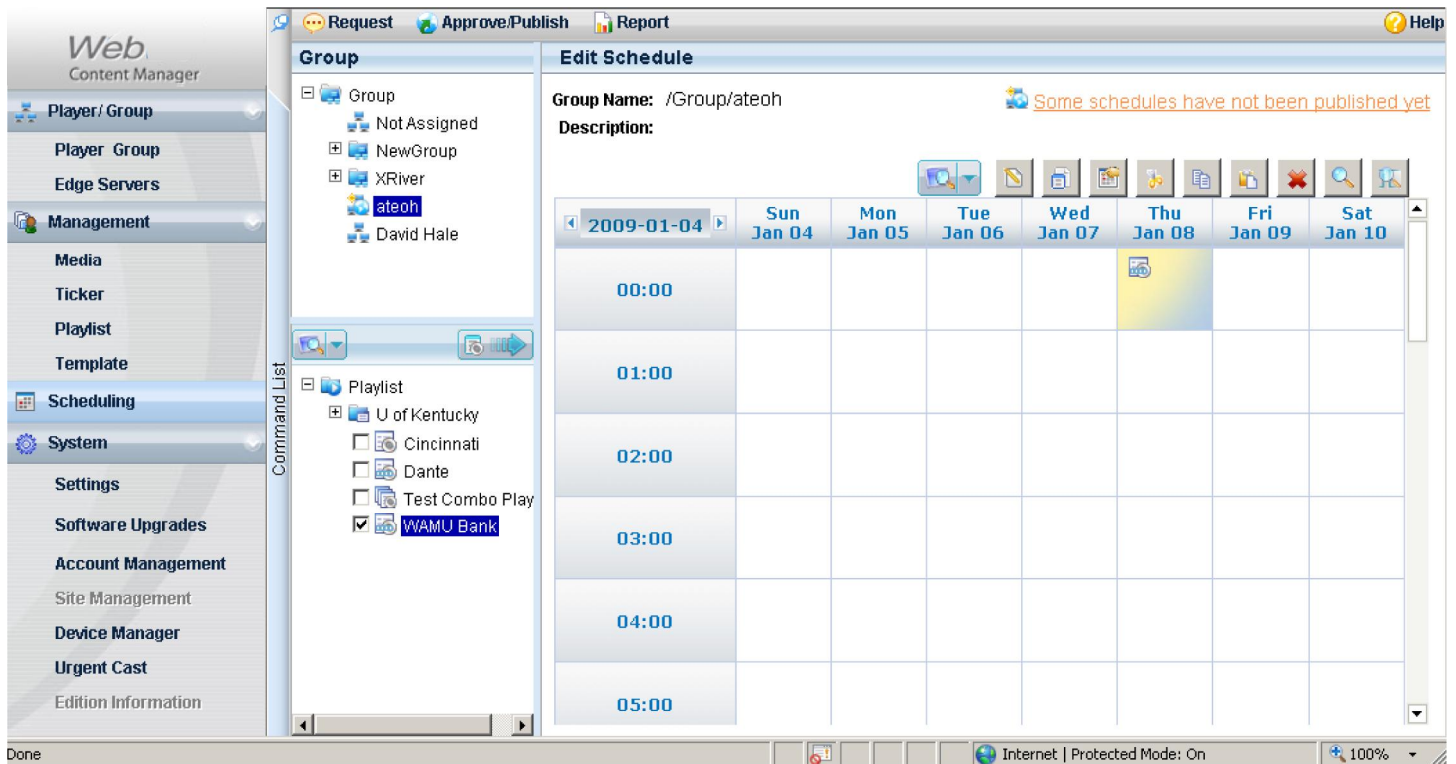 Web
Content Manager
Player/Group
Player Group
Edge Servers
Management
Media
Ticker
Playlist
Template
Scheduling
System
Settings
Software Upgrades
Account Management
Site Management
Device Manager
Urgent Cast
Edition Information
Command List
Request Approve/Publish Report Help
Group
Group
Not Assigned
NewGroup
XRiver
ateoh
David Hale
Playlist
U of Kentucky
Cincinnati
Dante
Test Combo Play
WAMU Bank
Edit Schedule
Group Name: /Group/ateoh
Some schedules have not been published yet
Description:
2009-01-04 Sun Mon Tue Wed Thu Fri Sat
Jan 04 Jan 05 Jan 06 Jan 07 Jan 08 Jan 09 Jan 10
00:00
01:00
02:00
03:00
04:00
05:00
Done Internet | Protected Mode: On 100%